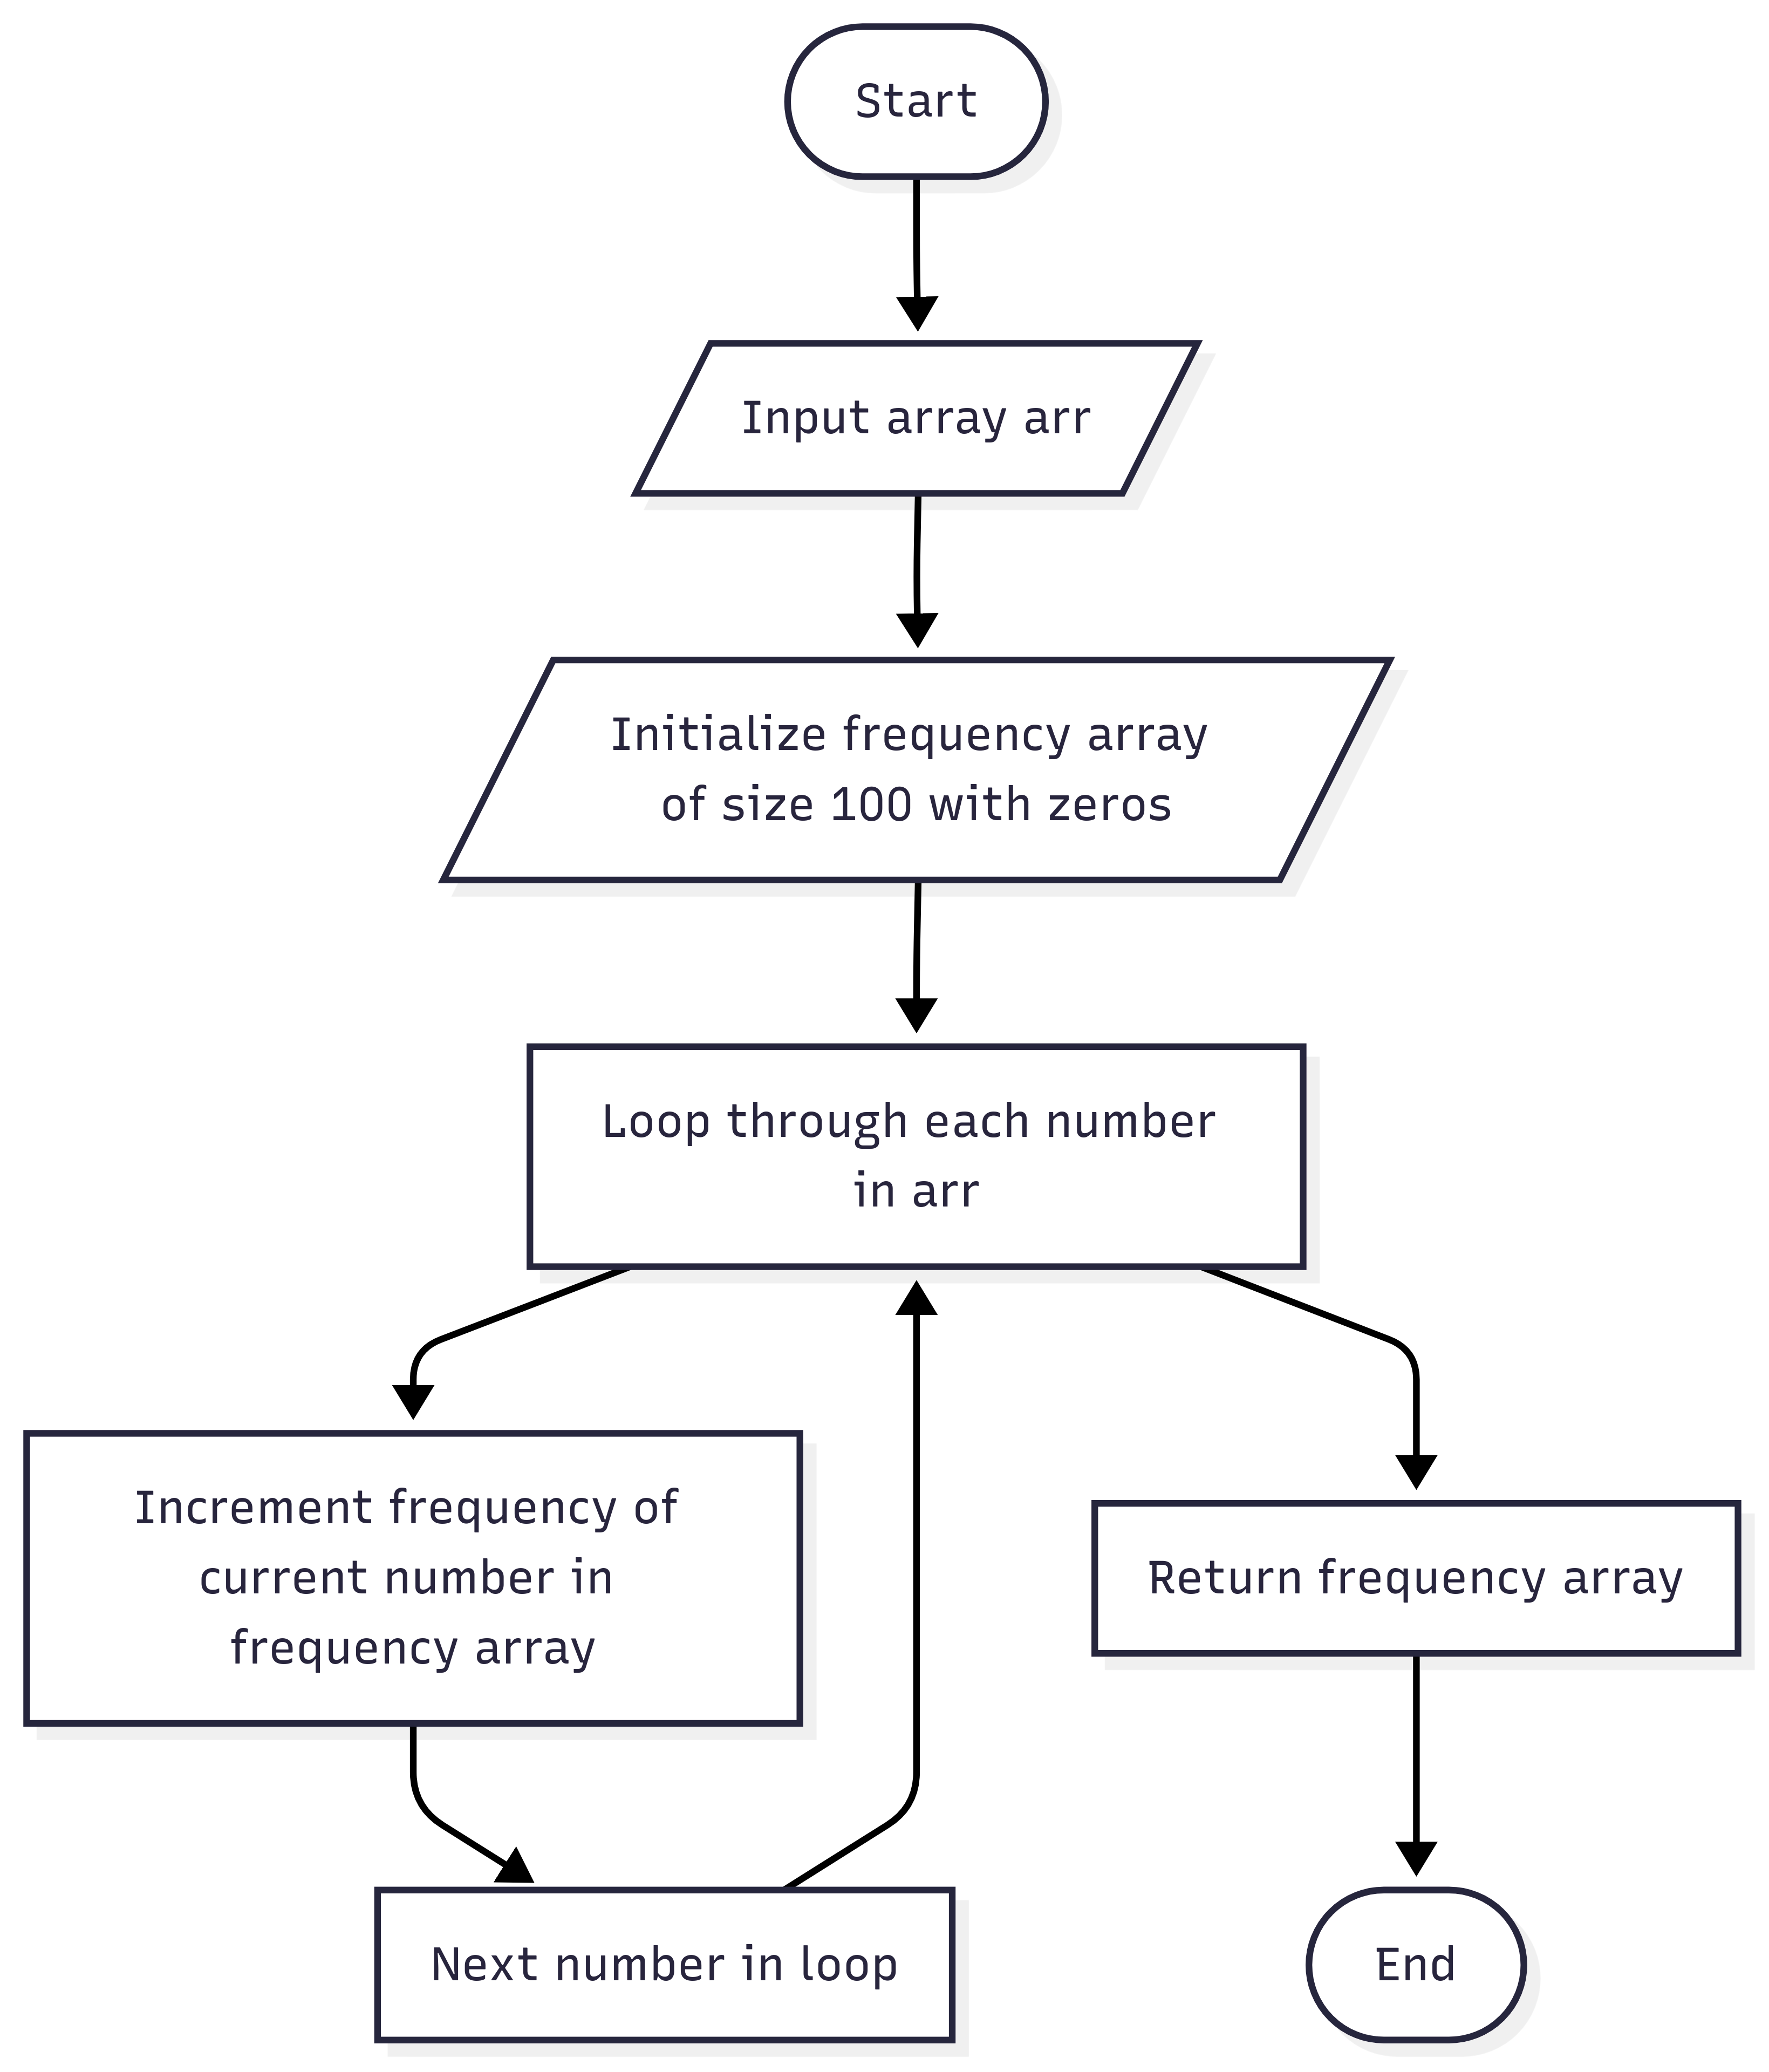 Start
Input array arr
Initialize frequency array
of size 100 with zeros
Loop through each number
in arr
Increment frequency of
current number in
frequency array
Return frequency array
Next number in loop
End